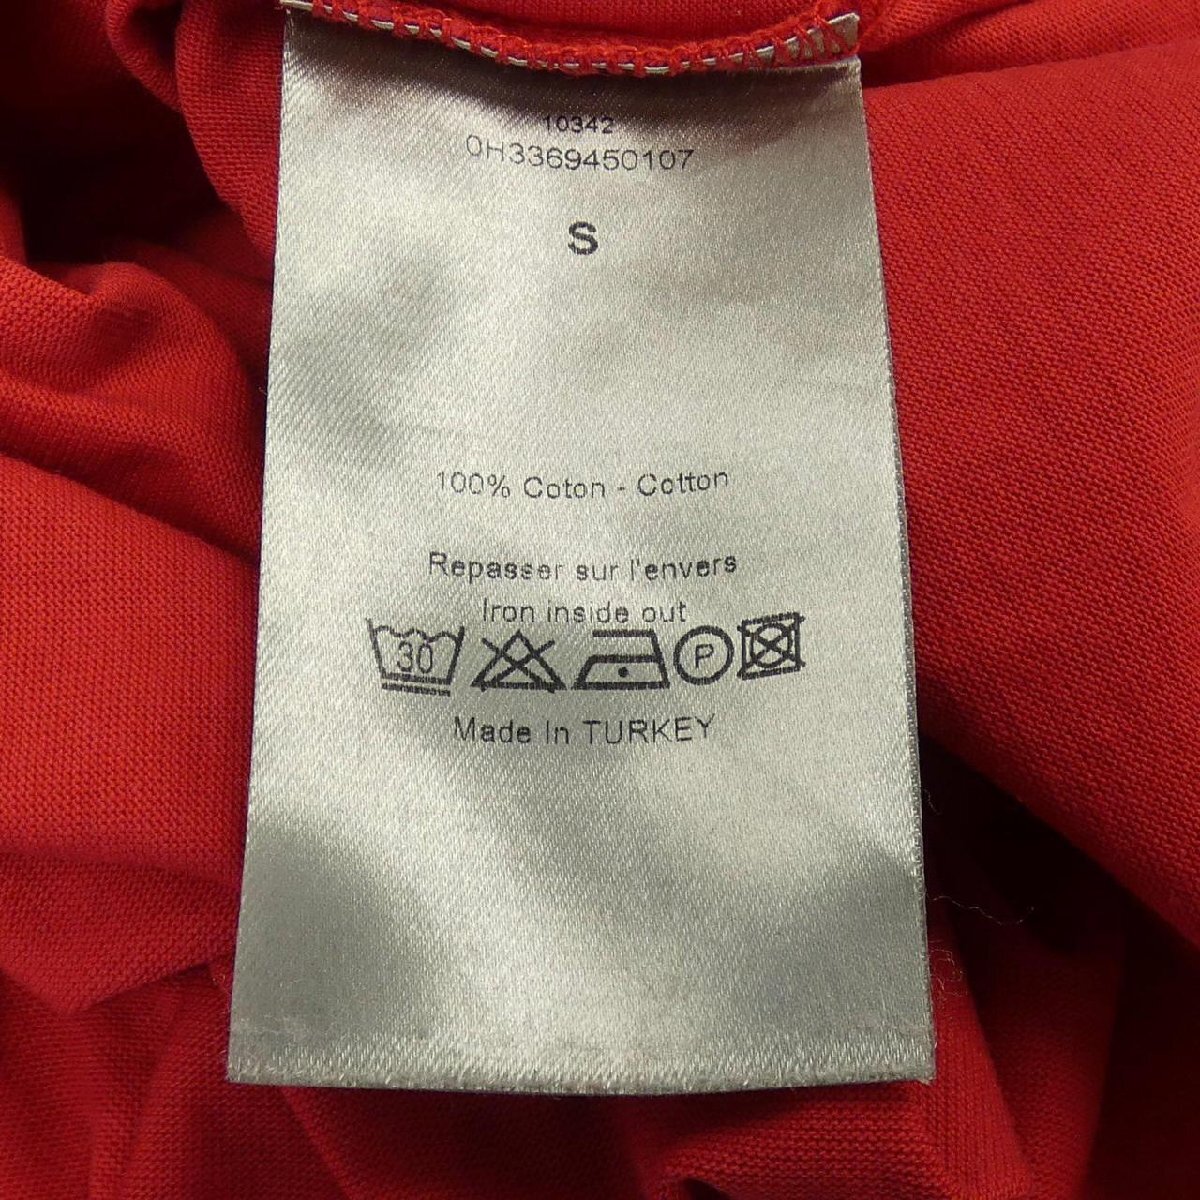 10342
0H3369450107
S
100% Coton - Cotton
Repasser sur l'envers
Iron inside out
30 P
Made In TURKEY